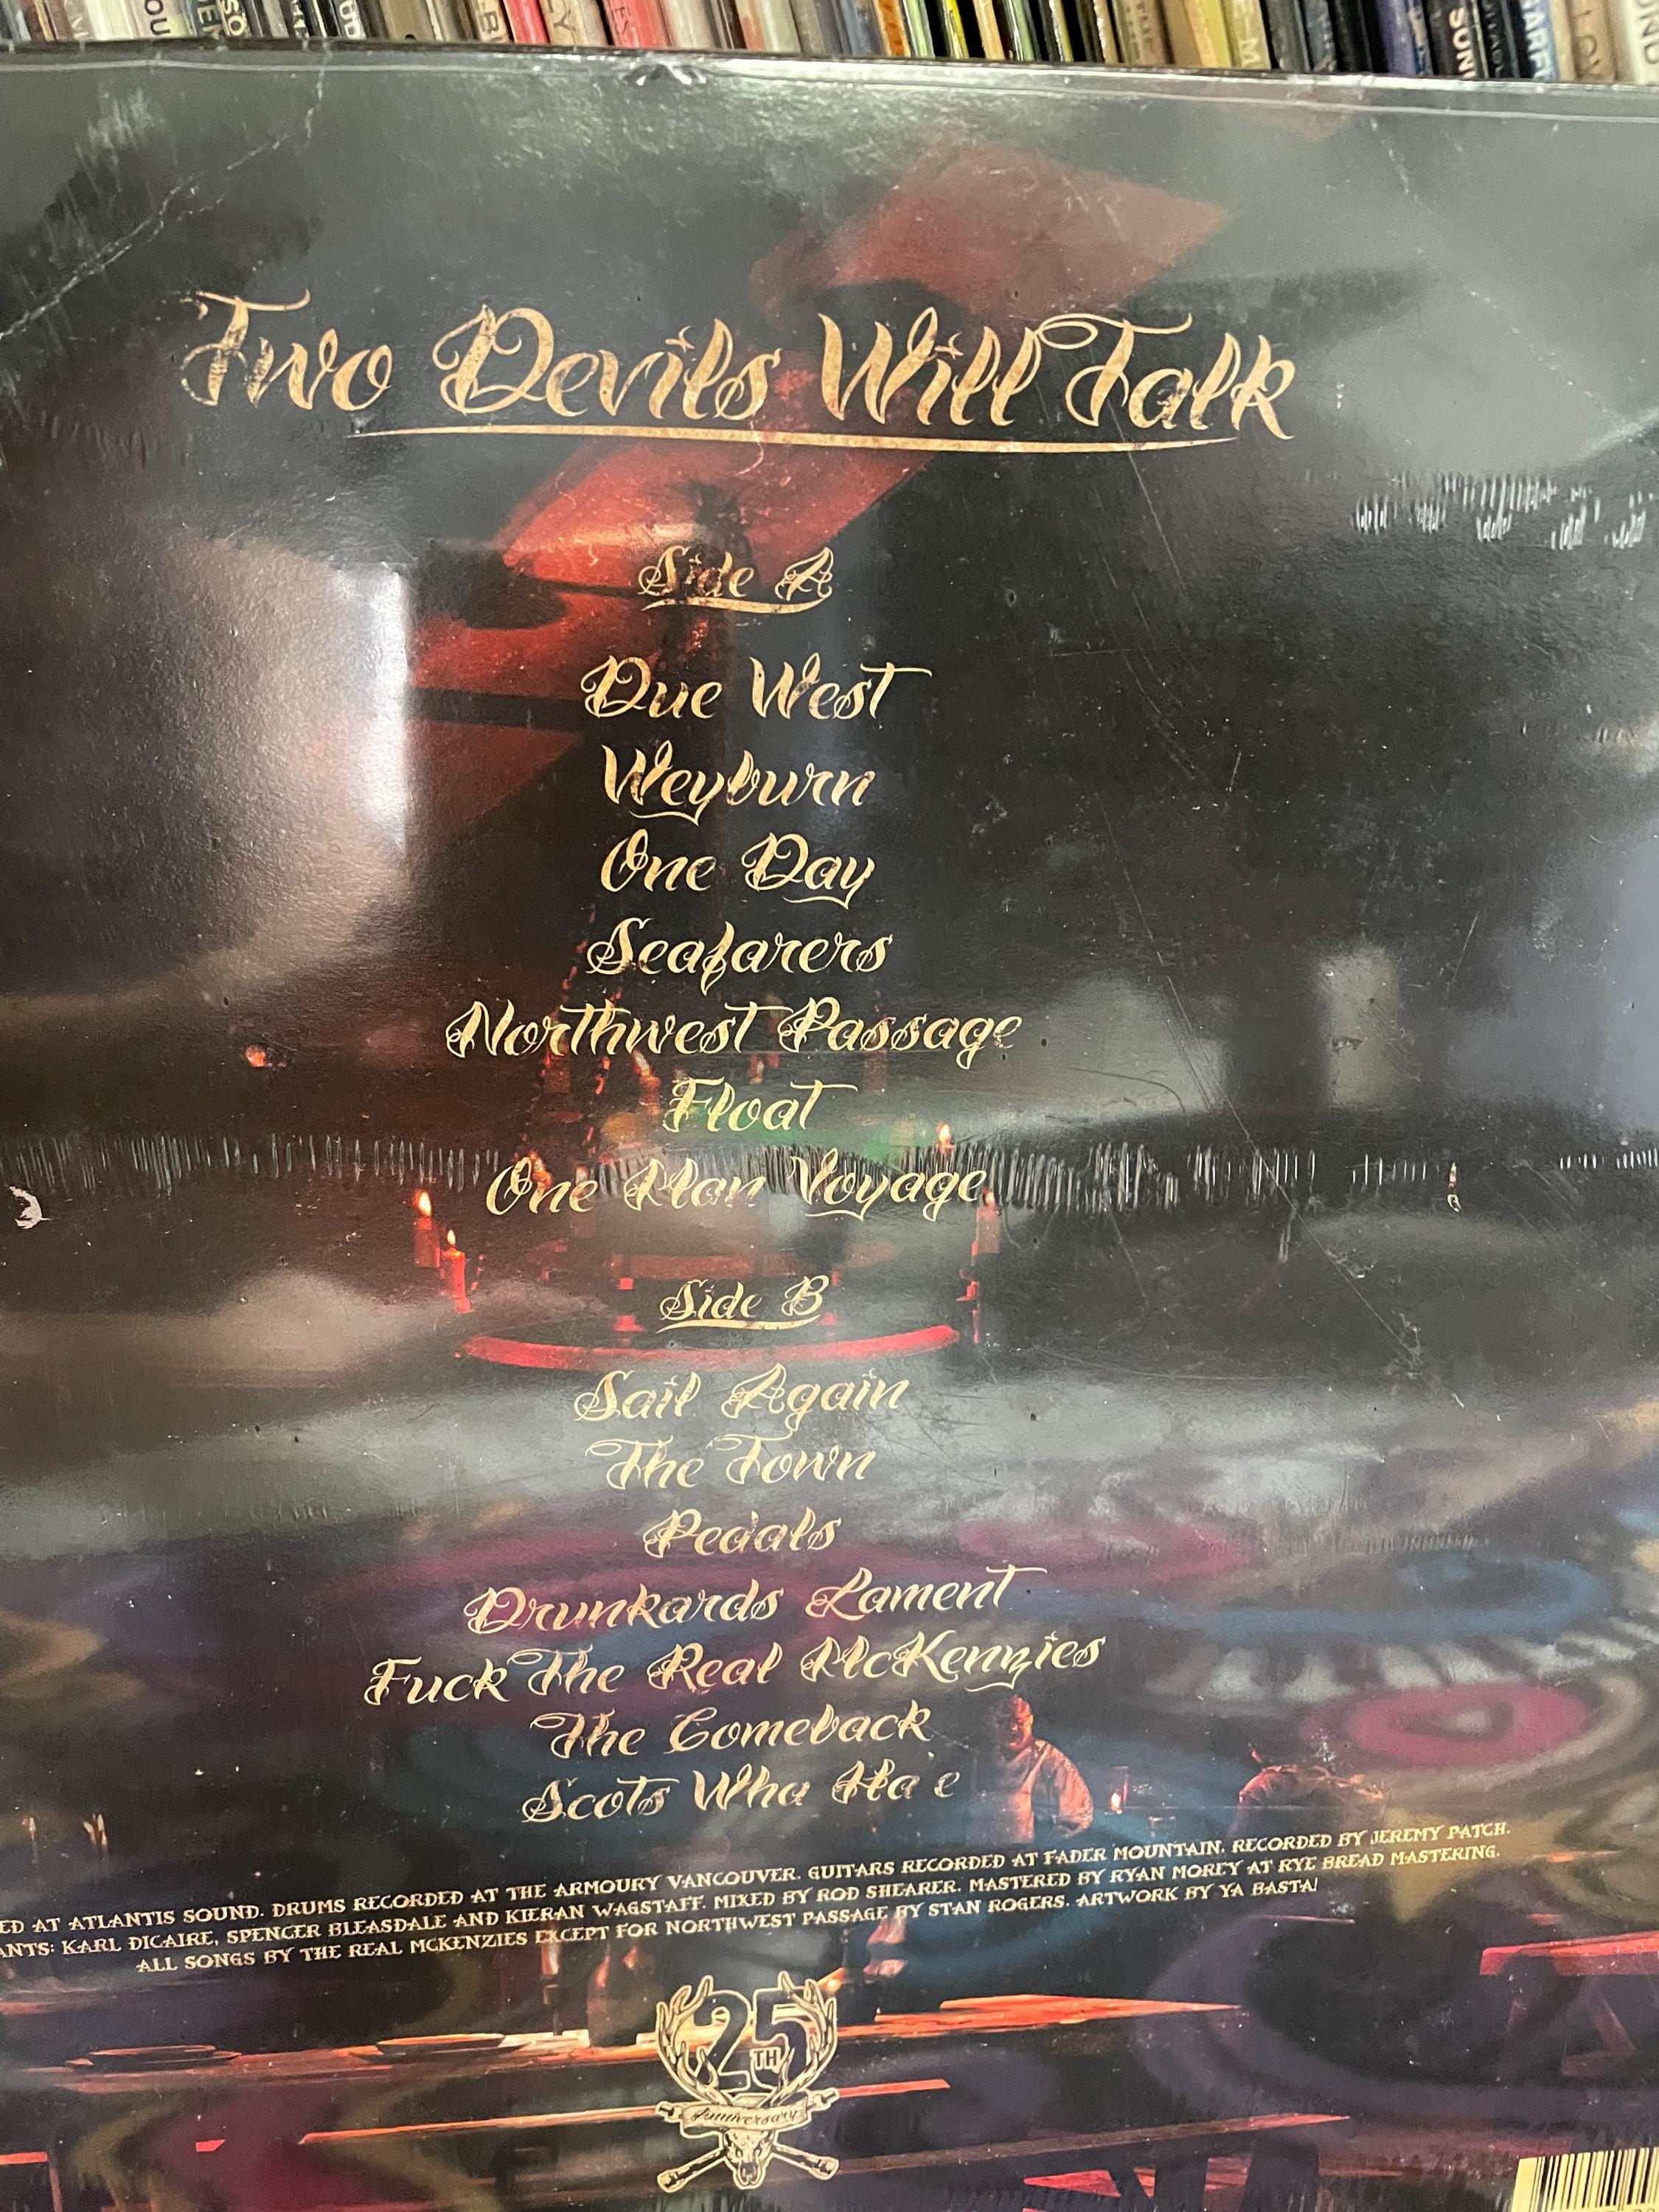 Two Devils Will Talk
Side A
Due West
Weyburn
One Day
Seafarers
Northwest Passage
Float
One Man Voyage
Side B
Sail Again
The Town
Pedals
Drunkards Lament
Fuck The Real McKenzies
The Comeback
Scots Wha Ha'e
ED AT ATLANTIS SOUND. DRUMS RECORDED AT THE ARMOURY VANCOUVER. GUITARS RECORDED AT FADER MOUNTAIN. RECORDED BY JEREMY PATCH.
ANTS: KARL DICAIRE, SPENCER BLEASDALE AND KIERAN WAGSTAFF. MIXED BY ROD SHEARER. MASTERED BY RYAN MOREY AT RYE BREAD MASTERING.
ALL SONGS BY THE REAL MCKENZIES EXCEPT FOR NORTHWEST PASSAGE BY STAN ROGERS. ARTWORK BY YA BASTA!
25TH
Anniversary